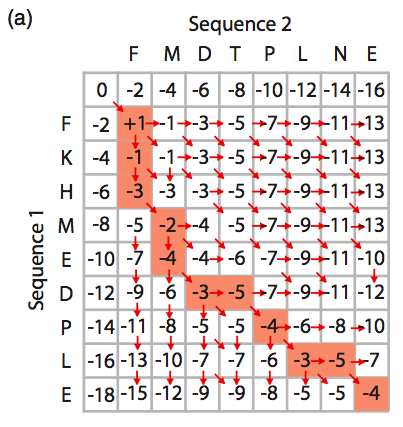 (a)
Sequence 2
F M D T P L N E
0 -2 -4 -6 -8 -10 -12 -14 -16
F -2 +1 -1 -3 -5 -7 -9 -11 -13
K -4 -1 -1 -3 -5 -7 -9 -11 -13
H -6 -3 -3 -3 -5 -7 -9 -11 -13
M -8 -5 -2 -4 -5 -7 -9 -11 -13
E -10 -7 -4 -4 -6 -7 -9 -11 -10
D -12 -9 -6 -3 -5 -7 -9 -11 -12
P -14 -11 -8 -5 -5 -4 -6 -8 -10
L -16 -13 -10 -7 -7 -6 -3 -5 -7
E -18 -15 -12 -9 -9 -8 -5 -5 -4
Sequence 1